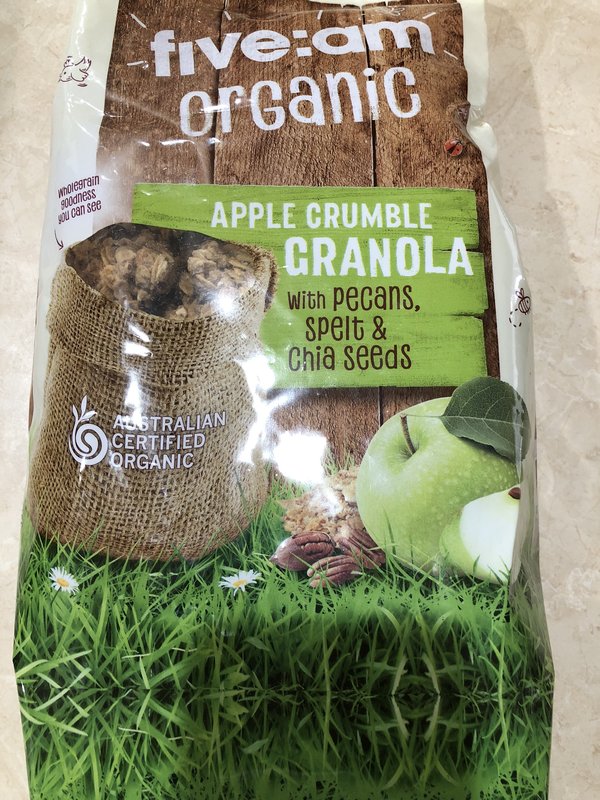 five:am
organic
Wholegrain
goodness
you can see
APPLE CRUMBLE
GRANOLA
with pecans,
spelt &
chia seeds
AUSTRALIAN
CERTIFIED
ORGANIC